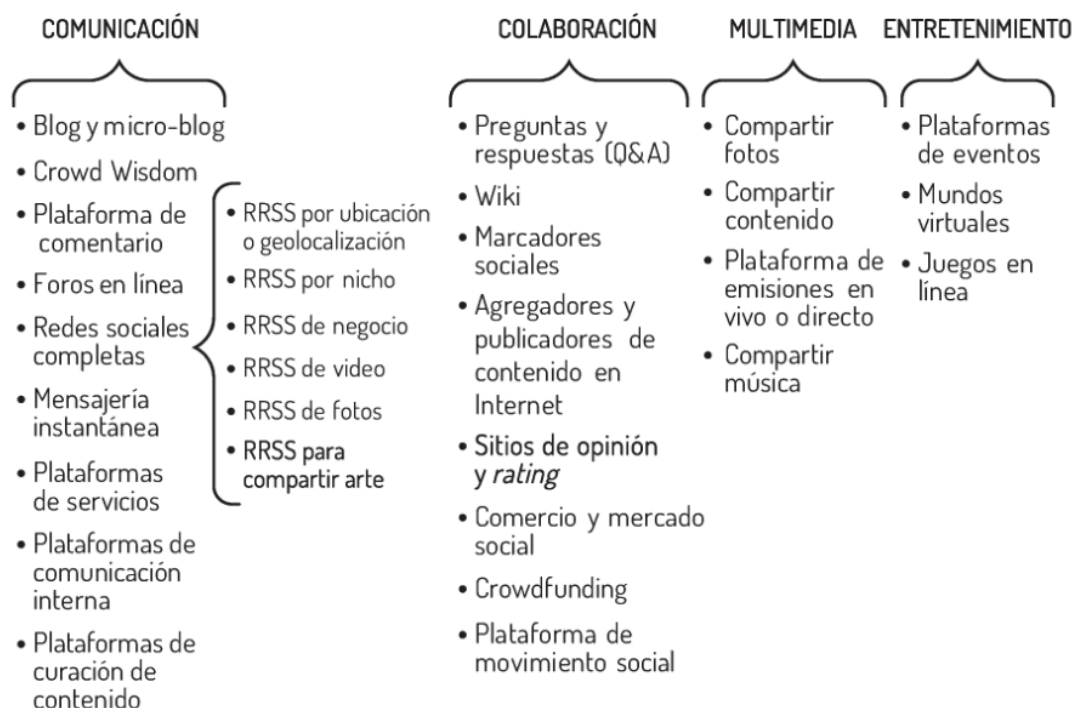 COMUNICACIÓN
• Blog y micro-blog
• Crowd Wisdom
• Plataforma de
comentario
• Foros en línea
• Redes sociales
completas
• Mensajería
instantánea
• Plataformas
de servicios
• Plataformas de
comunicación
interna
• Plataformas de
curación de
contenido
• RRSS por ubicación
o geolocalización
• RRSS por nicho
• RRSS de negocio
• RRSS de video
• RRSS de fotos
• RRSS para
compartir arte
COLABORACIÓN
• Preguntas y
respuestas (Q&A)
• Wiki
• Marcadores
sociales
• Agregadores y
publicadores de
contenido en
Internet
• Sitios de opinión
y rating
• Comercio y mercado
social
• Crowdfunding
• Plataforma de
movimiento social
MULTIMEDIA
• Compartir
fotos
• Compartir
contenido
• Plataforma de
emisiones en
vivo o directo
• Compartir
música
ENTRETENIMIENTO
• Plataformas
de eventos
• Mundos
virtuales
• Juegos en
línea